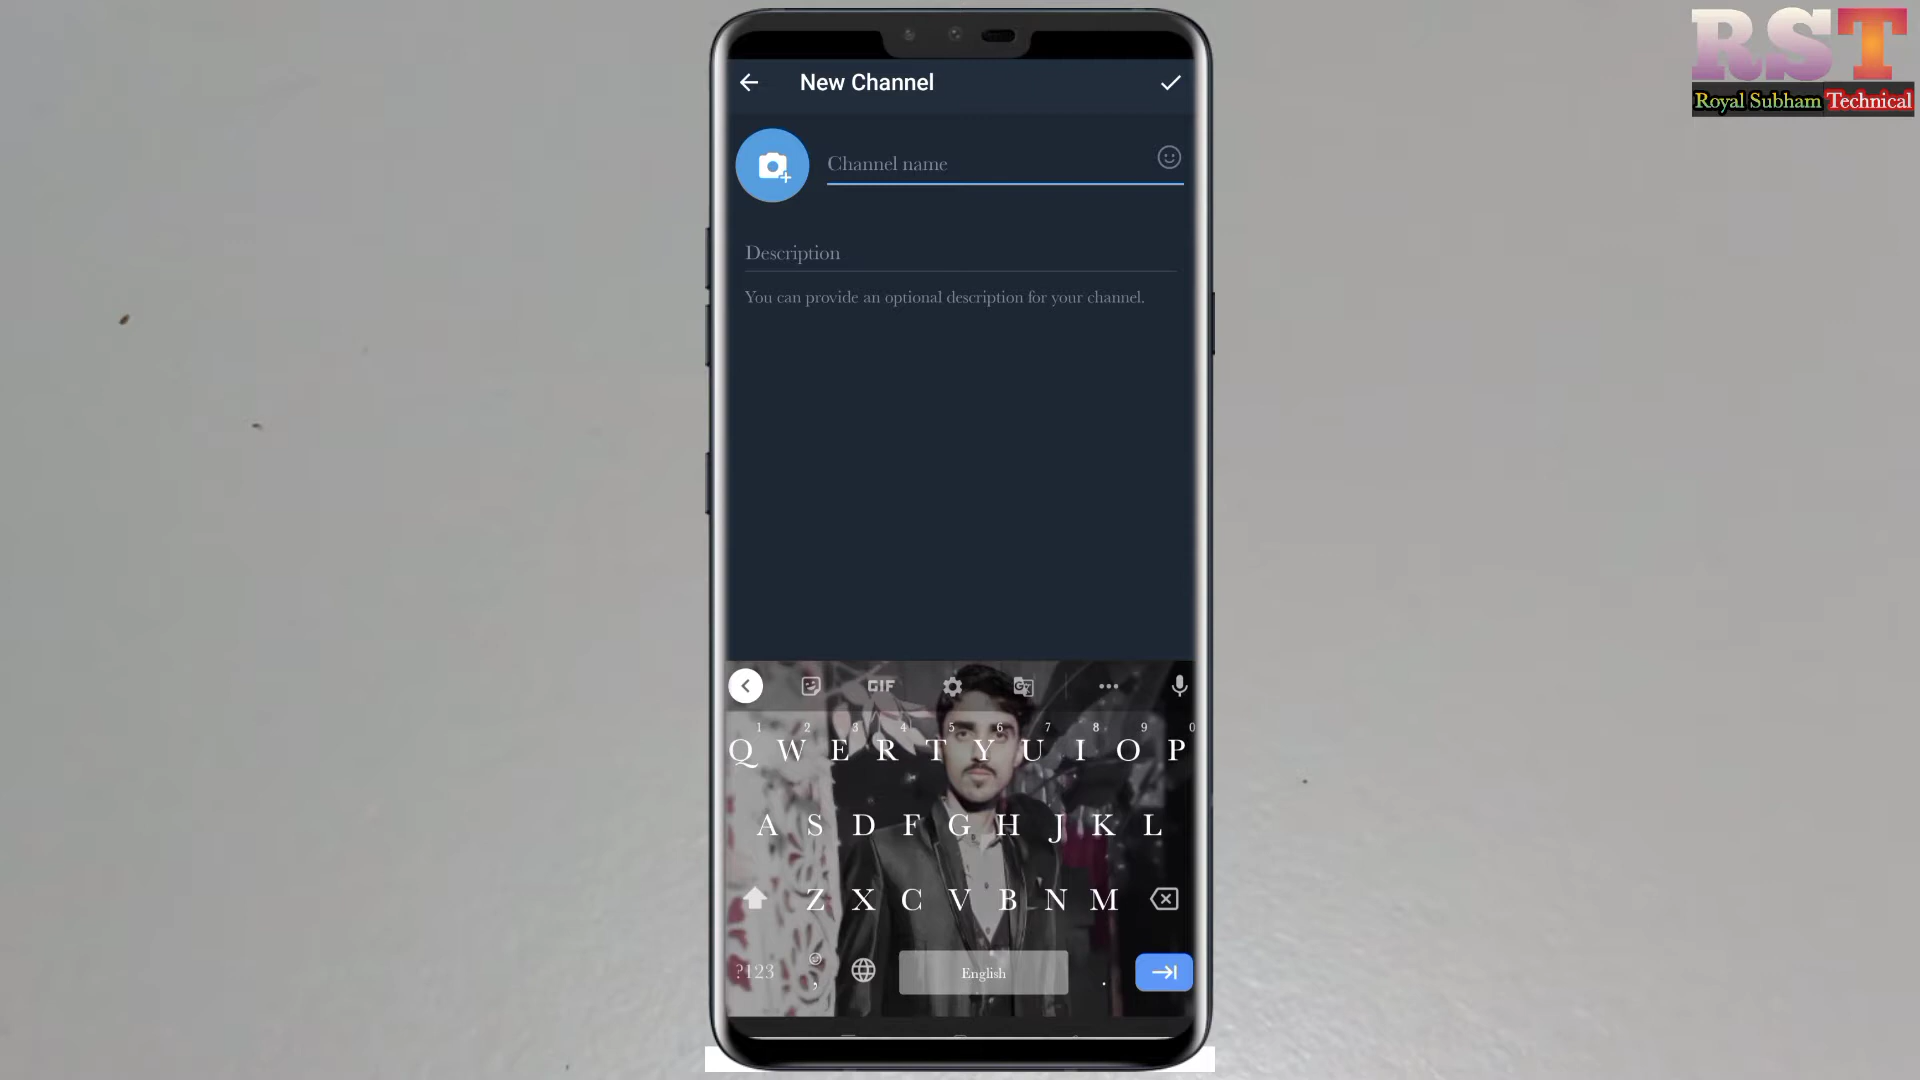 RST
Royal Subham Technical
New Channel
Channel name
Description
You can provide an optional description for your channel.
GIF
1 2 3 4 5 6 7 8 9 0
Q W E R T Y U I O P
A S D F G H J K L
Z X C V B N M
?123 , English .